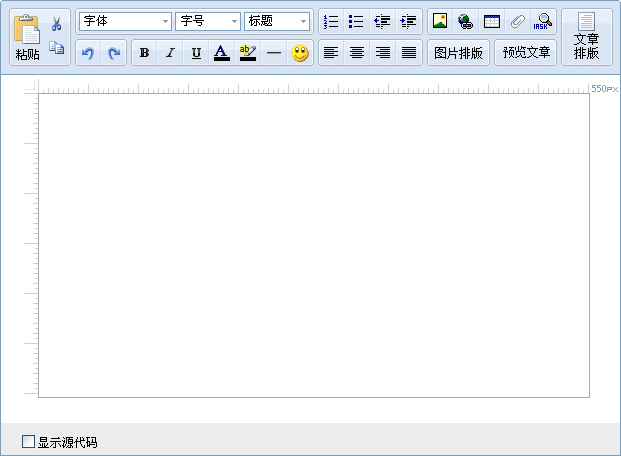 粘贴
字体 字号 标题
B I U A ab
图片排版 预览文章
IASK
文章
排版
550px
显示源代码